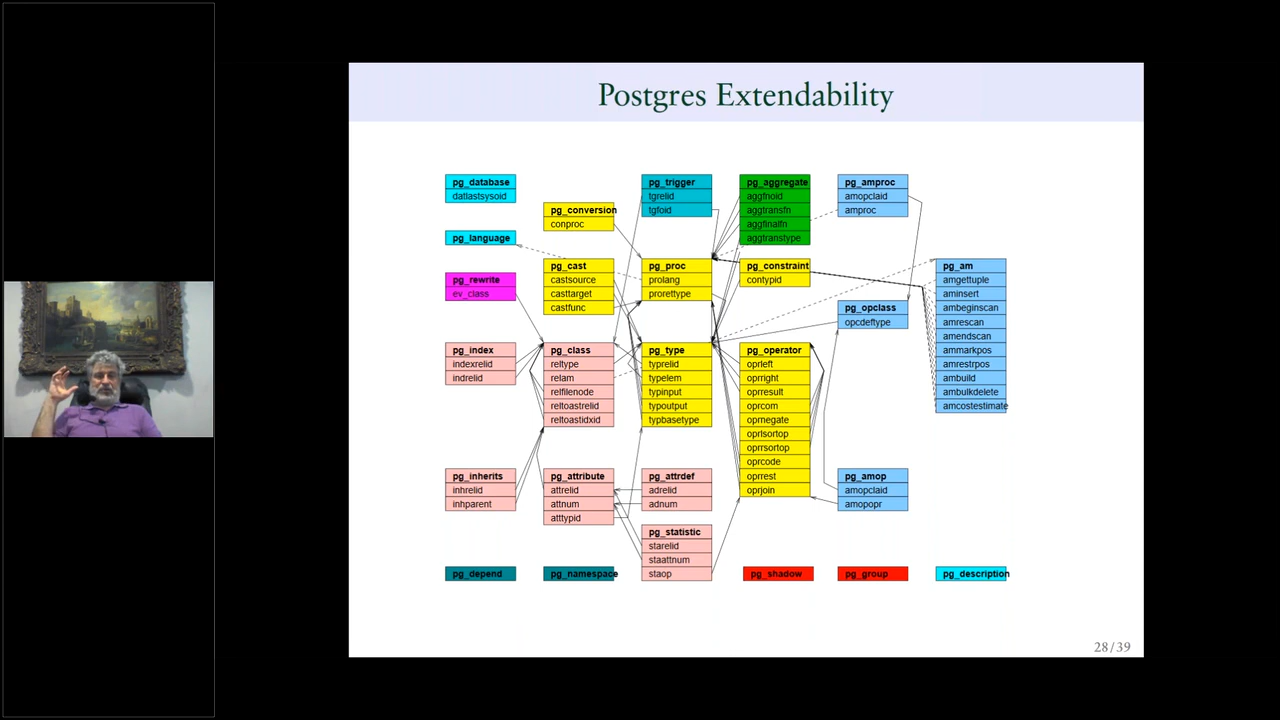 Postgres Extendability
pg_database
datlastsysoid
pg_language
pg_rewrite
ev_class
pg_index
indexrelid
indrelid
pg_inherits
inhrelid
inhparent
pg_depend
pg_conversion
conproc
pg_cast
castsource
casttarget
castfunc
pg_class
reltype
relam
relfilenode
reltoastrelid
reltoastidxid
pg_attribute
attrelid
attnum
atttypid
pg_namespace
pg_trigger
tgrelid
tgfoid
pg_proc
prolang
prorettype
pg_type
typrelid
typelem
typinput
typoutput
typbasetype
pg_attrdef
adrelid
adnum
pg_statistic
starelid
staattnum
staop
pg_aggregate
aggfnoid
aggtransfn
aggfinalfn
aggtranstype
pg_constraint
contypid
pg_operator
oprleft
oprright
oprresult
oprcom
oprnegate
oprlsortop
oprrsortop
oprcode
oprrest
oprjoin
pg_shadow
pg_amproc
amopclaid
amproc
pg_opclass
opcdeftype
pg_amop
amopclaid
amopopr
pg_group
pg_am
amgettuple
aminsert
ambeginscan
amrescan
amendscan
ammarkpos
amrestrpos
ambuild
ambulkdelete
amcostestimate
pg_description
28/39